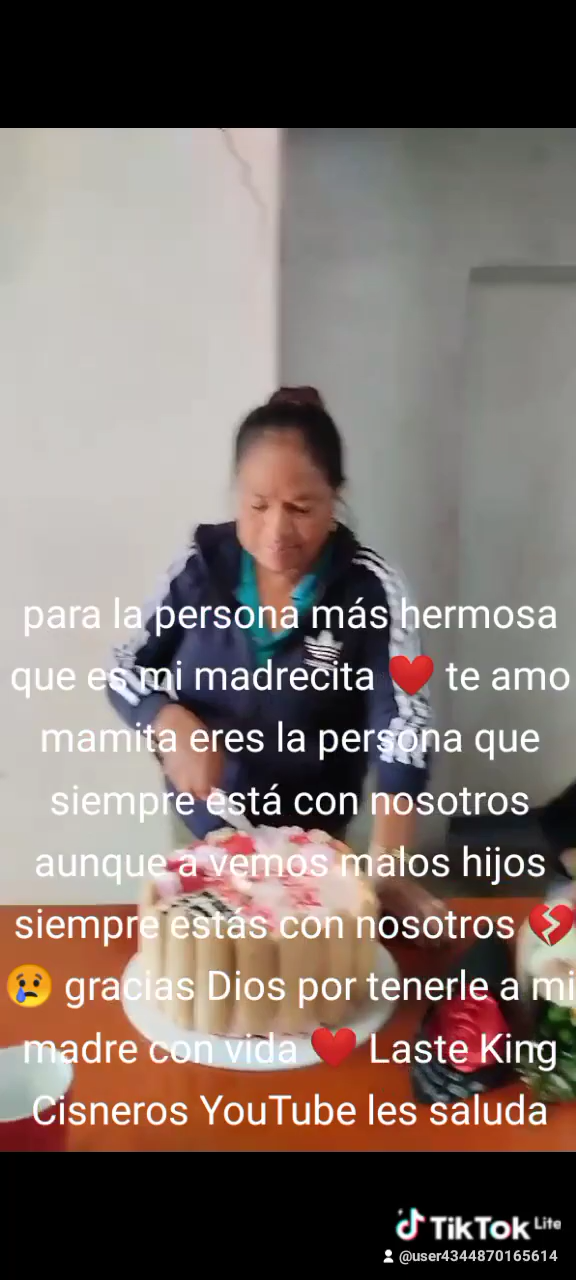 para la persona más hermosa
que es mi madrecita ❤️ te amo
mamita eres la persona que
siempre está con nosotros
aunque a vemos malos hijos
siempre estás con nosotros 💔
😢 gracias Dios por tenerle a mi
madre con vida ❤️ Laste King
Cisneros YouTube les saluda
TikTok Lite
@user4344870165614